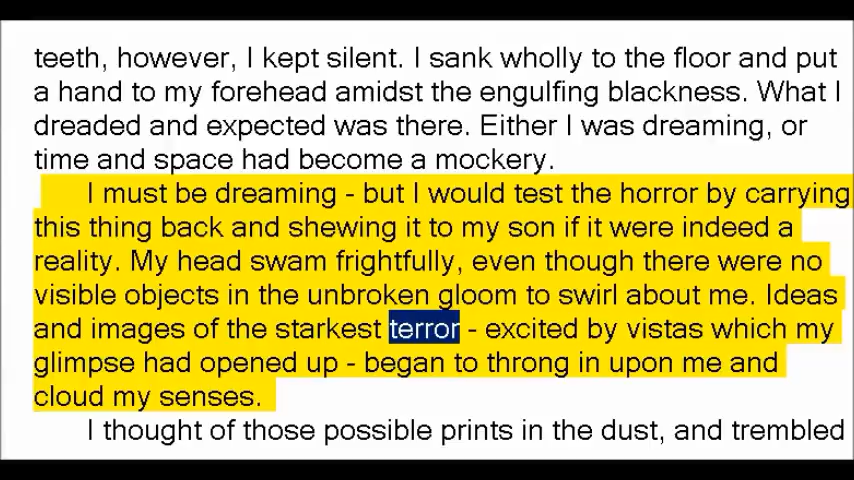 teeth, however, I kept silent. I sank wholly to the floor and put
a hand to my forehead amidst the engulfing blackness. What I
dreaded and expected was there. Either I was dreaming, or
time and space had become a mockery.
I must be dreaming - but I would test the horror by carrying
this thing back and shewing it to my son if it were indeed a
reality. My head swam frightfully, even though there were no
visible objects in the unbroken gloom to swirl about me. Ideas
and images of the starkest terror - excited by vistas which my
glimpse had opened up - began to throng in upon me and
cloud my senses.
I thought of those possible prints in the dust, and trembled